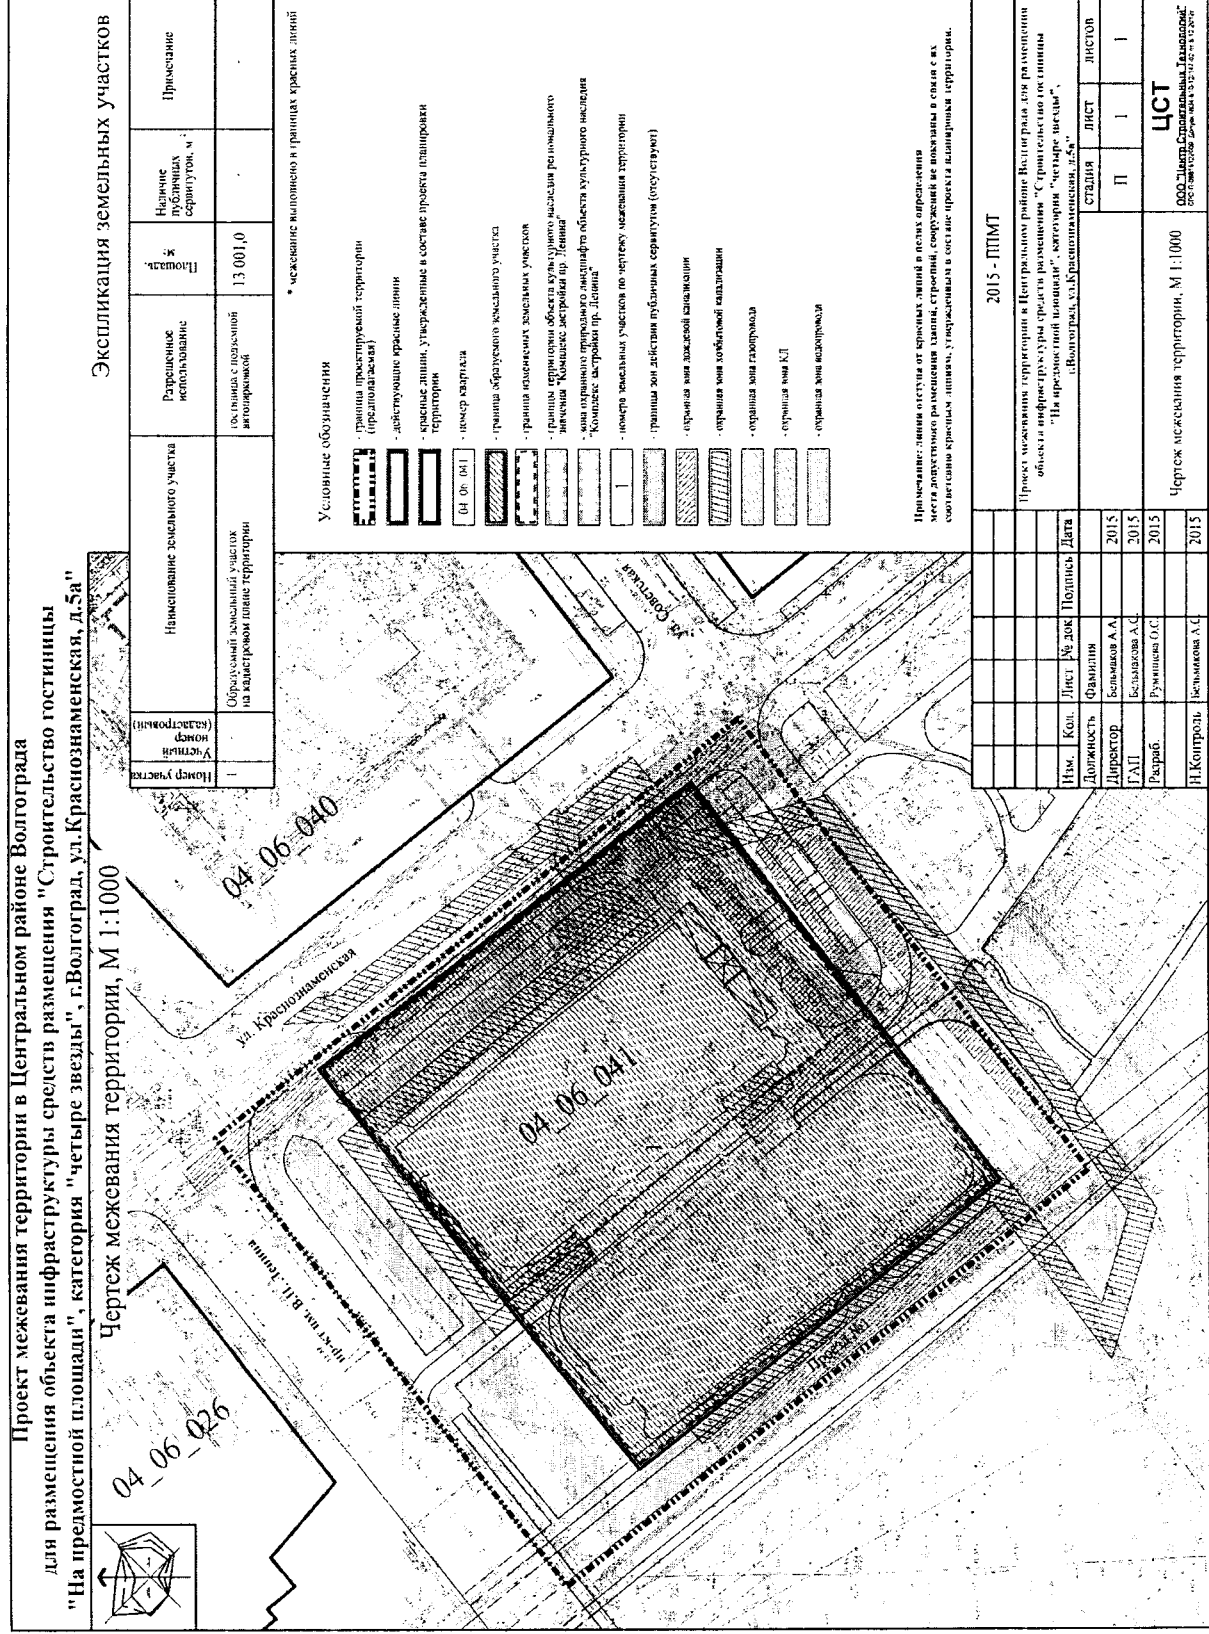 Проект межевания территории в Центральном районе Волгограда
для размещения объекта инфраструктуры средств размещения "Строительство гостиницы
"На предмостной площади", категория "четыре звезды", г.Волгоград, ул.Краснознаменская, д.5а"
Чертеж межевания территории, М 1:1000
04_06_026
04_06_040
04_06_041
ул. Краснознаменская
пр-кт им. В.И. Ленина
ул. Советская
Проезд №1
1
Экспликация земельных участков
Номер участка
Учетный номер (кадастровый)
Наименование земельного участка
Разрешенное использование
Площадь, м²
Наличие публичных сервитутов, м²
Примечание
1
-
Образуемый земельный участок
на кадастровом плане территории
гостиница с подземной
автопарковкой
13 001,0
-
-
* межевание выполнено в границах красных линий
Условные обозначения
- граница проектируемой территории
(предполагаемая)
- действующие красные линии
- красные линии, утвержденные в составе проекта планировки
территории
04_06_041
- номер квартала
- граница образуемого земельного участка
- граница изменяемых земельных участков
- границы территории объекта культурного наследия регионального
значения "Комплекс застройки пр. Ленина"
- зона охранного природного ландшафта объекта культурного наследия
"Комплекс застройки пр. Ленина"
1
- номера земельных участков по чертежу межевания территории
- границы зон действия публичных сервитутов (отсутствуют)
- охранная зона дождевой канализации
- охранная зона хозбытовой канализации
- охранная зона газопровода
- охранная зона КЛ
- охранная зона водопровода
Примечание: линии отступа от красных линий в целях определения
места допустимого размещения зданий, строений, сооружений не показаны в связи с их
соответствию красным линиям, утвержденным в составе проекта планировки территории.
2015 - ППМТ
Проект межевания территории в Центральном районе Волгограда для размещения
объекта инфраструктуры средств размещения "Строительство гостиницы
"На предмостной площади", категории "четыре звезды",
г.Волгоград, ул.Краснознаменская, д.5а"
Изм.
Кол.
Лист
№ док
Подпись
Дата
Должность
Фамилия
Директор
Бельмаков А.А.
2015
ГАП
Бельмакова А.С.
2015
Разраб.
Румянцева О.С.
2015
Н.Контроль
Бельмакова А.С.
2015
СТАДИЯ
ЛИСТ
ЛИСТОВ
П
1
1
Чертеж межевания территории, М 1:1000
ЦСТ
ООО "Центр Строительных Технологий"